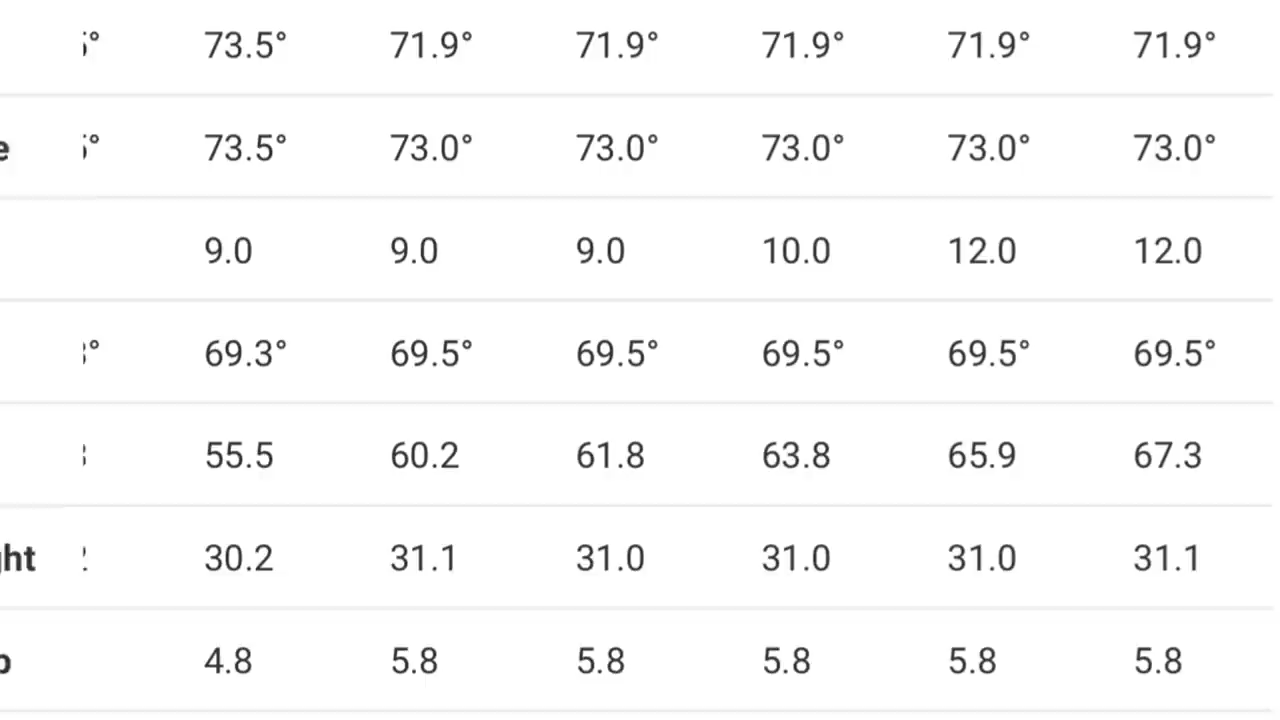 73.5° 71.9° 71.9° 71.9° 71.9° 71.9°
73.5° 73.0° 73.0° 73.0° 73.0° 73.0°
9.0 9.0 9.0 10.0 12.0 12.0
69.3° 69.5° 69.5° 69.5° 69.5° 69.5°
55.5 60.2 61.8 63.8 65.9 67.3
30.2 31.1 31.0 31.0 31.0 31.1
4.8 5.8 5.8 5.8 5.8 5.8